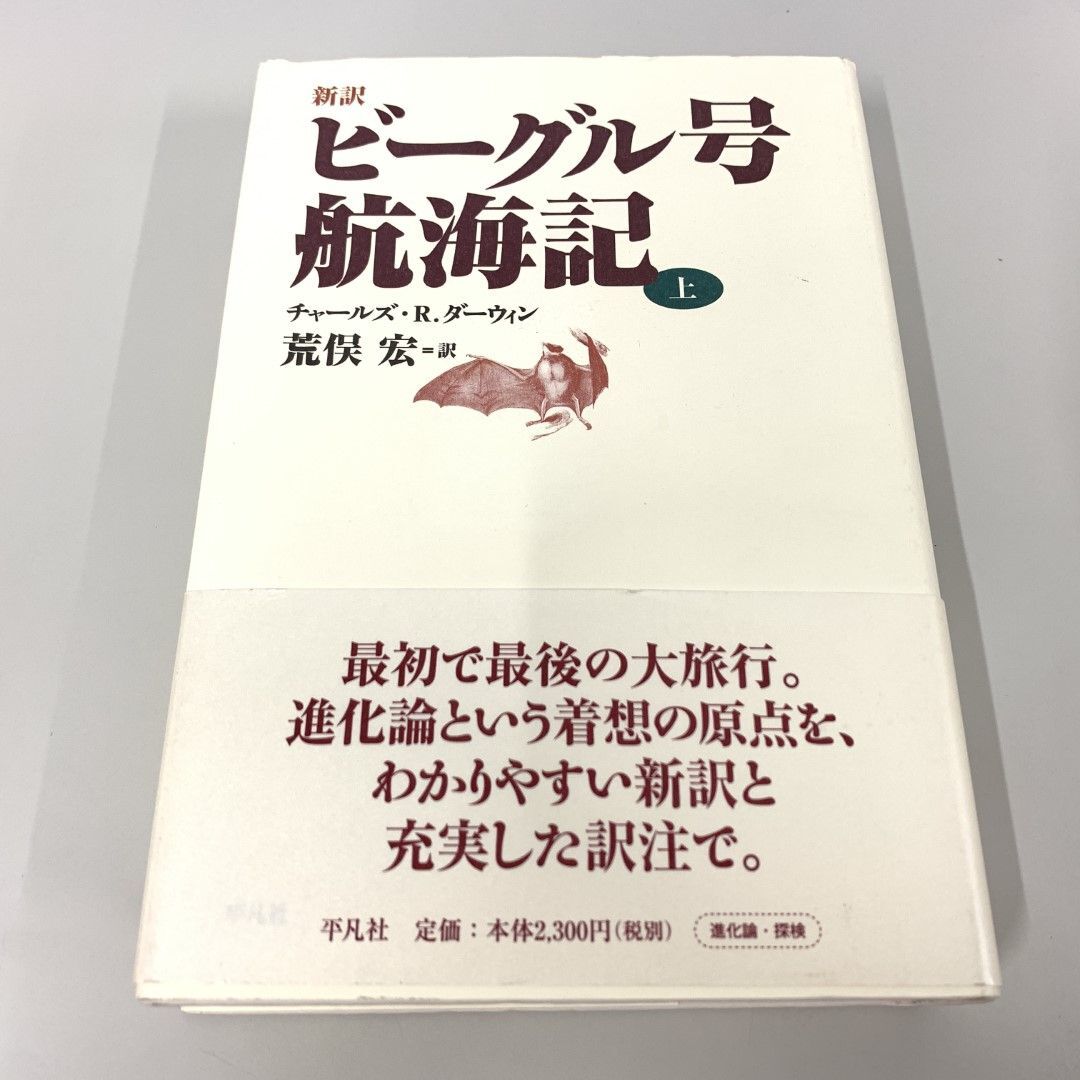 新訳
ビーグル号
航海記
上
チャールズ・R.ダーウィン
荒俣 宏=訳
最初で最後の大旅行。
進化論という着想の原点を、
わかりやすい新訳と
充実した訳注で。
平凡社
平凡社 定価：本体2,300円(税別) 進化論・探検